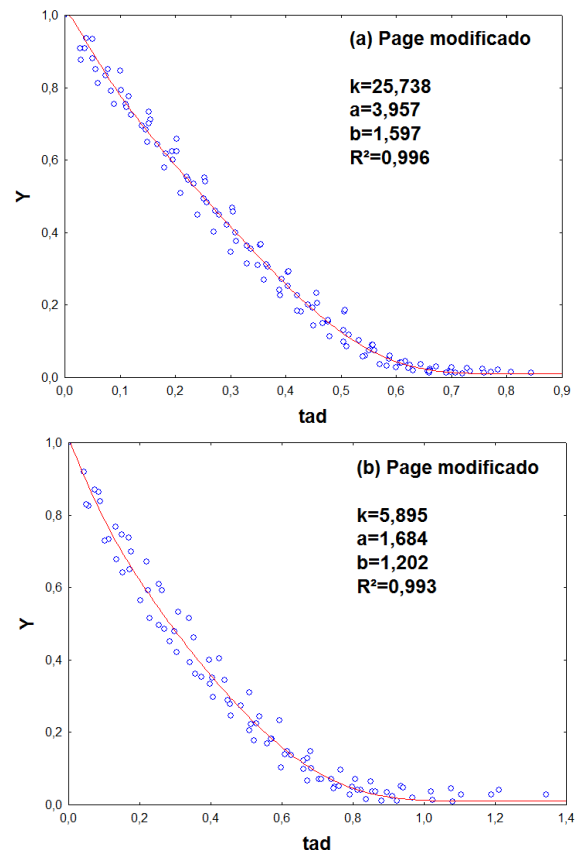 (a) Page modificado
k=25,738
a=3,957
b=1,597
R²=0,996
Y
1,0
0,8
0,6
0,4
0,2
0,0
0,0 0,1 0,2 0,3 0,4 0,5 0,6 0,7 0,8 0,9
tad
(b) Page modificado
k=5,895
a=1,684
b=1,202
R²=0,993
Y
1,0
0,8
0,6
0,4
0,2
0,0
0,0 0,2 0,4 0,6 0,8 1,0 1,2 1,4
tad